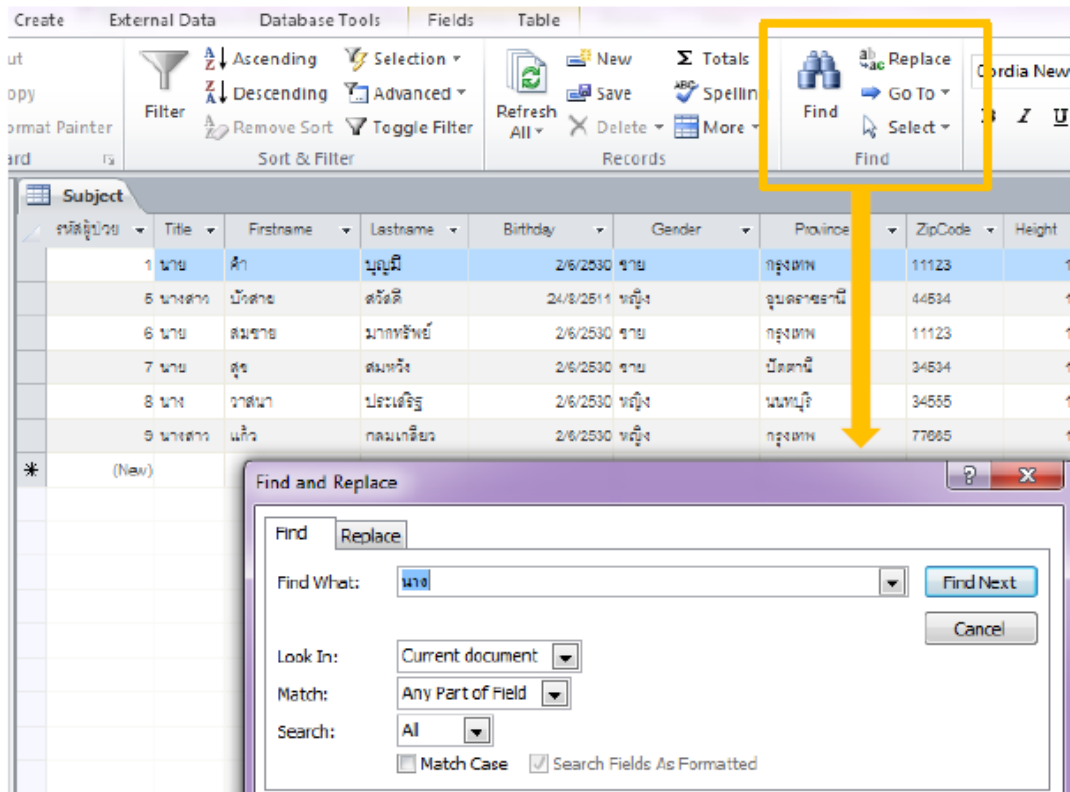 Create External Data Database Tools Fields Table
ut Ascending Selection New Totals Replace Cordia New
opy Descending Advanced Save Spellin Go To
ormat Painter Filter Remove Sort Toggle Filter Refresh All Delete More Find Select B I U
ard Sort & Filter Records Find
Subject
รหัสผู้ป่วย Title Firstname Lastname Birthday Gender Province ZipCode Height
1 นาย คำ บุญมี 2/6/2530 ชาย กรุงเทพ 11123 1
5 นางสาว บัวสาย สวัสดี 24/8/2511 หญิง อุบลราชธานี 44534 1
6 นาย สมชาย มากทรัพย์ 2/6/2530 ชาย กรุงเทพ 11123 1
7 นาย สุข สมหวัง 2/6/2530 ชาย ปัตตานี 34534 1
8 นาง วาสนา ประเสริฐ 2/6/2530 หญิง นนทบุรี 34555 1
9 นางสาว แก้ว กลมเกลียว 2/6/2530 หญิง กรุงเทพ 77665 1
(New)
Find and Replace
Find Replace
Find What: นาง Find Next
Cancel
Look In: Current document
Match: Any Part of Field
Search: All
Match Case Search Fields As Formatted